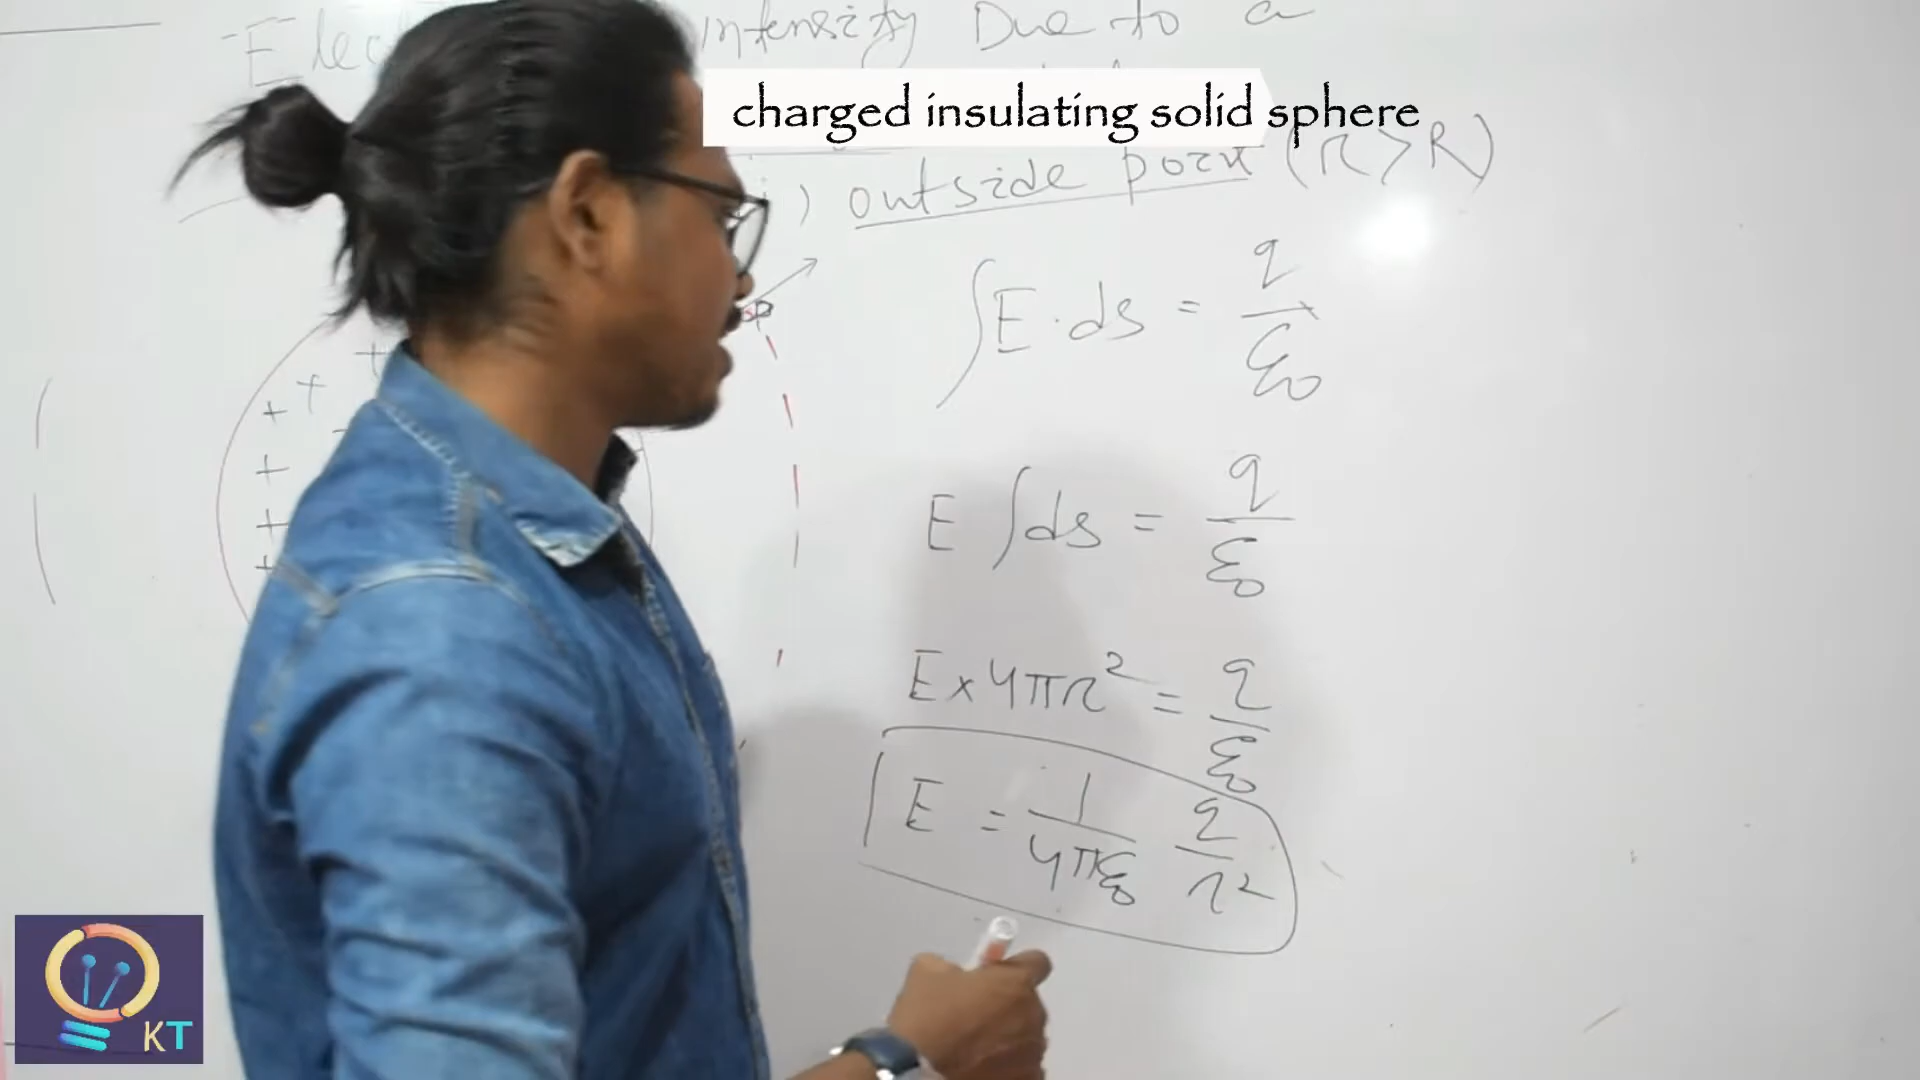 Elec intensity Due to a
charged insulating solid sphere
i) outside point (r>R)
P
∫E.ds = q/ε₀
E∫ds = q/ε₀
E×4πr² = q/ε₀
E = 1/4πε₀ q/r²
KT